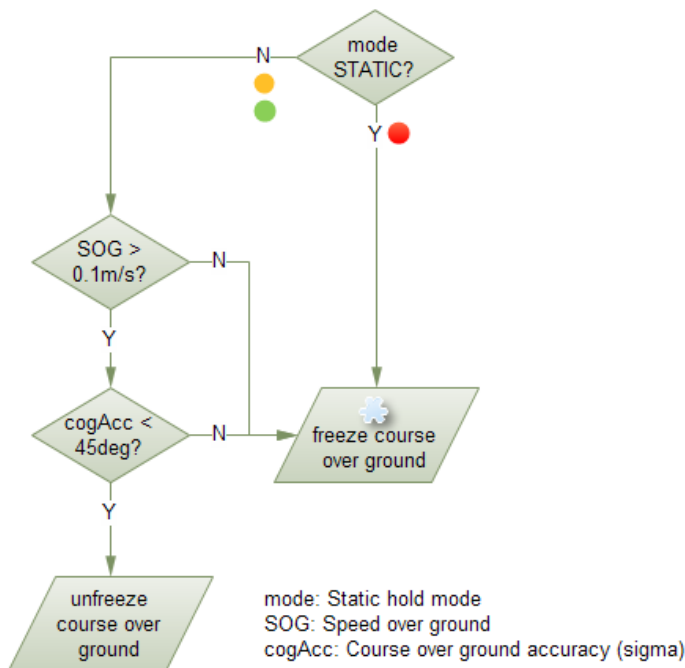 mode
STATIC?
N
Y
SOG >
0.1m/s?
N
Y
cogAcc <
45deg?
N
freeze course
over ground
Y
unfreeze
course over
ground
mode: Static hold mode
SOG: Speed over ground
cogAcc: Course over ground accuracy (sigma)